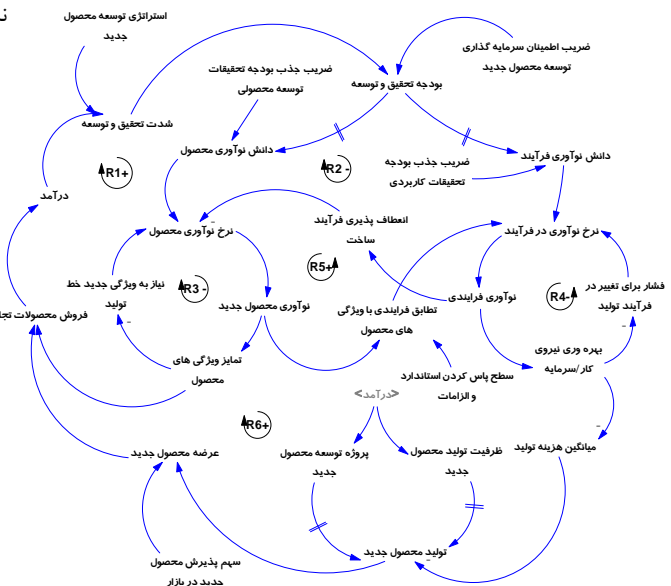 استراتژی توسعه محصول
جدید
ضریب اطمینان سرمایه گذاری
توسعه محصول جدید
ضریب جذب بودجه تحقیقات
توسعه محصولی
بودجه تحقیق و توسعه
شدت تحقیق و توسعه
دانش نوآوری محصول
دانش نوآوری فرآیند
ضریب جذب بودجه
تحقیقات کاربردی
R1+
R2 -
درآمد
انعطاف پذیری فرآیند
ساخت
نرخ نوآوری محصول
نرخ نوآوری در فرآیند
R5+
نیاز به ویژگی جدید خط
تولید
R3 -
نوآوری محصول جدید
تطابق فرایندی با ویژگی
های محصول
نوآوری فرایندی
R4-
فشار برای تغییر در
فرآیند تولید
فروش محصولات
تمایز ویژگی های
محصول
بهره وری نیروی
کار/سرمایه
سطح پاس کردن استاندارد
و الزامات
<درآمد>
R6+
عرضه محصول جدید
پروژه توسعه محصول
جدید
ظرفیت تولید محصول
جدید
میانگین هزینه تولید
تولید محصول جدید
سهم پذیرش محصول
جدید در بازار